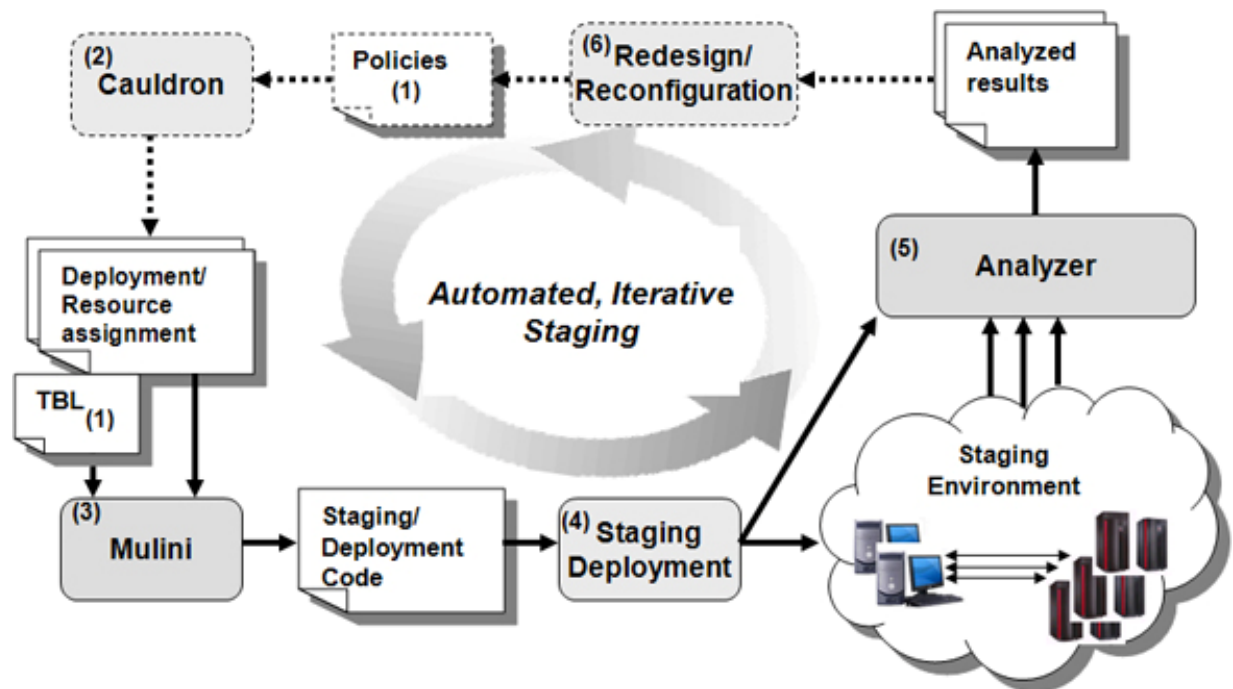 (2)
Cauldron
Policies
(1)
(6) Redesign/
Reconfiguration
Analyzed
results
Deployment/
Resource
assignment
Automated, Iterative
Staging
(5)
Analyzer
TBL
(1)
(3)
Mulini
Staging/
Deployment
Code
(4) Staging
Deployment
Staging
Environment